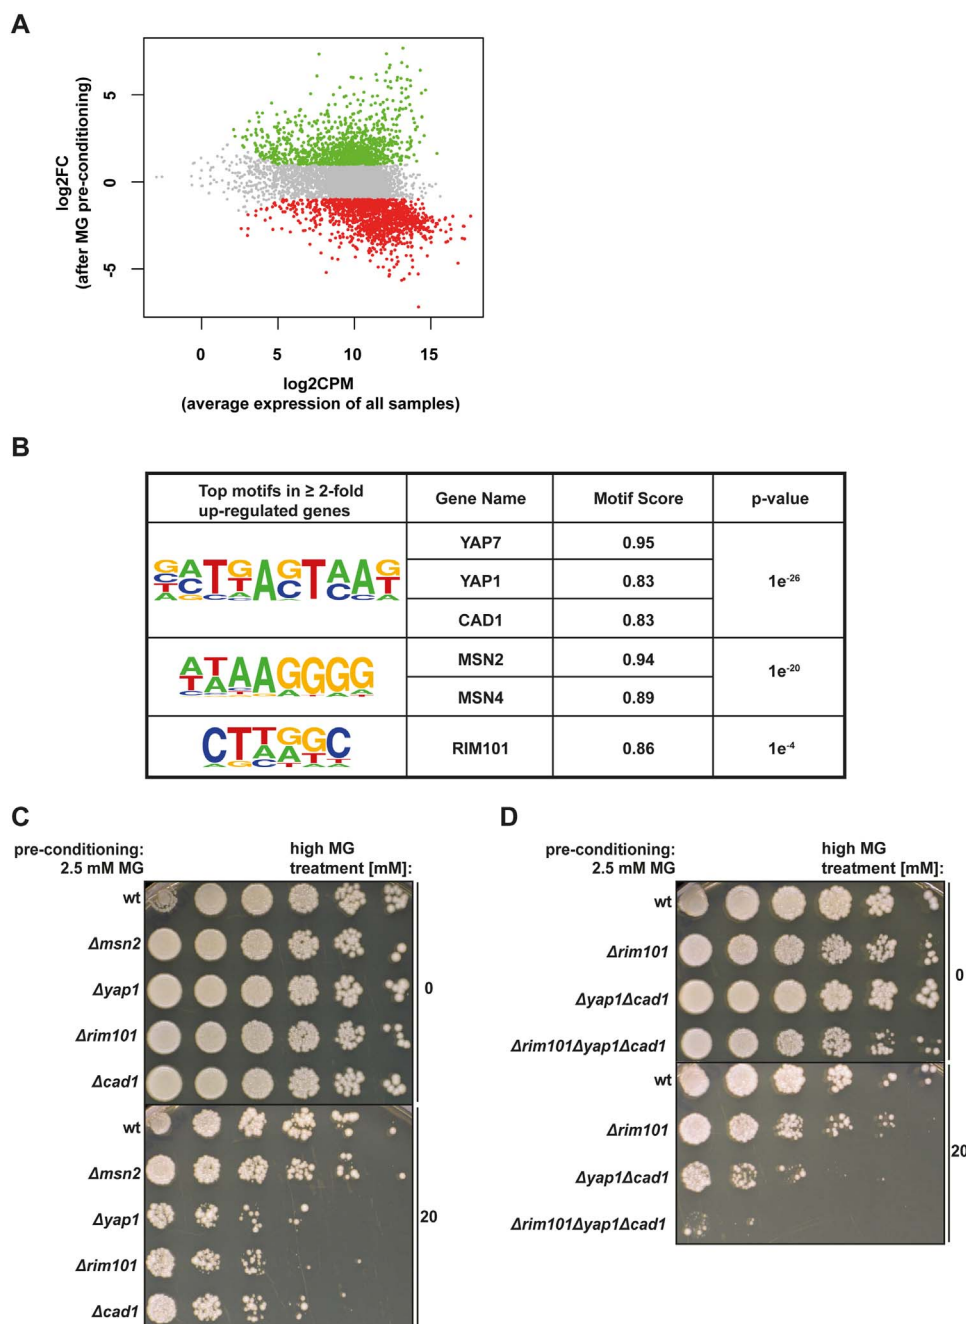 A
log2FC
(after MG pre-conditioning)
5
0
-5
0 5 10 15
log2CPM
(average expression of all samples)
B
Top motifs in ≥ 2-fold
up-regulated genes
Gene Name
Motif Score
p-value
YAP7 0.95
YAP1 0.83
CAD1 0.83
1e-26
MSN2 0.94
MSN4 0.89
1e-20
RIM101 0.86
1e-4
C
pre-conditioning:
2.5 mM MG
high MG
treatment [mM]:
wt
Δmsn2
Δyap1
Δrim101
Δcad1
0
wt
Δmsn2
Δyap1
Δrim101
Δcad1
20
D
pre-conditioning:
2.5 mM MG
high MG
treatment [mM]:
wt
Δrim101
Δyap1Δcad1
Δrim101Δyap1Δcad1
0
wt
Δrim101
Δyap1Δcad1
Δrim101Δyap1Δcad1
20